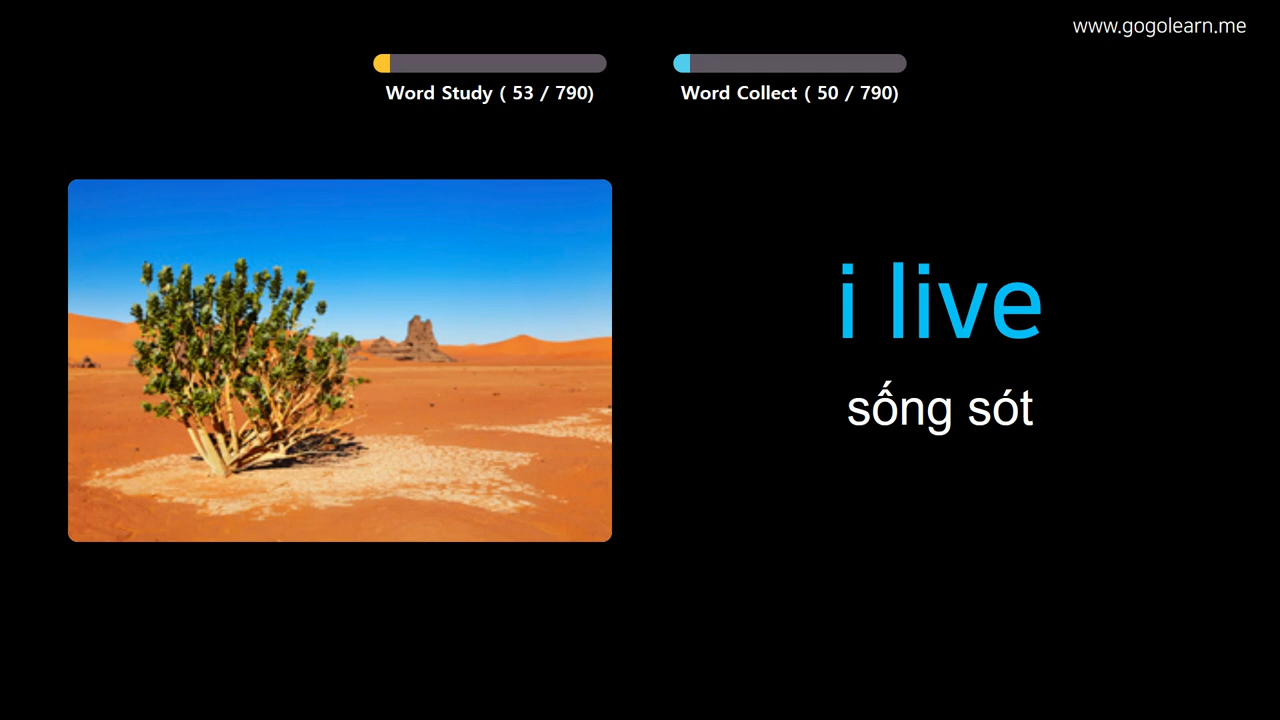 www.gogolearn.me
Word Study ( 53 / 790)
Word Collect ( 50 / 790)
i live
sống sót